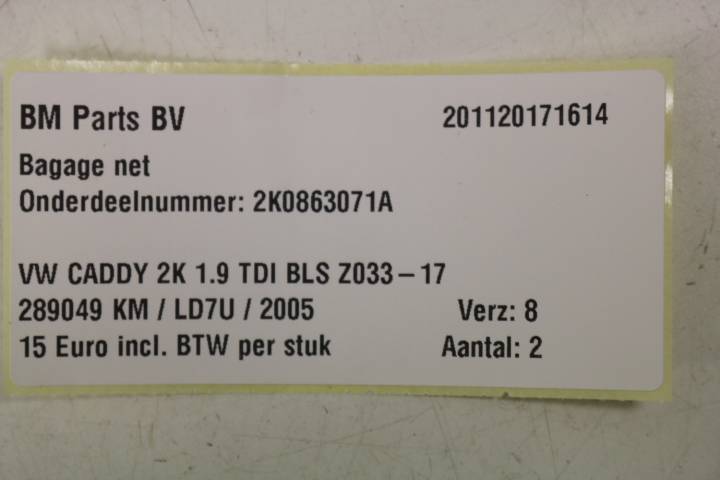 BM Parts BV 201120171614
Bagage net
Onderdeelnummer: 2K0863071A
VW CADDY 2K 1.9 TDI BLS Z033-17
289049 KM / LD7U / 2005 Verz: 8
15 Euro incl. BTW per stuk Aantal: 2